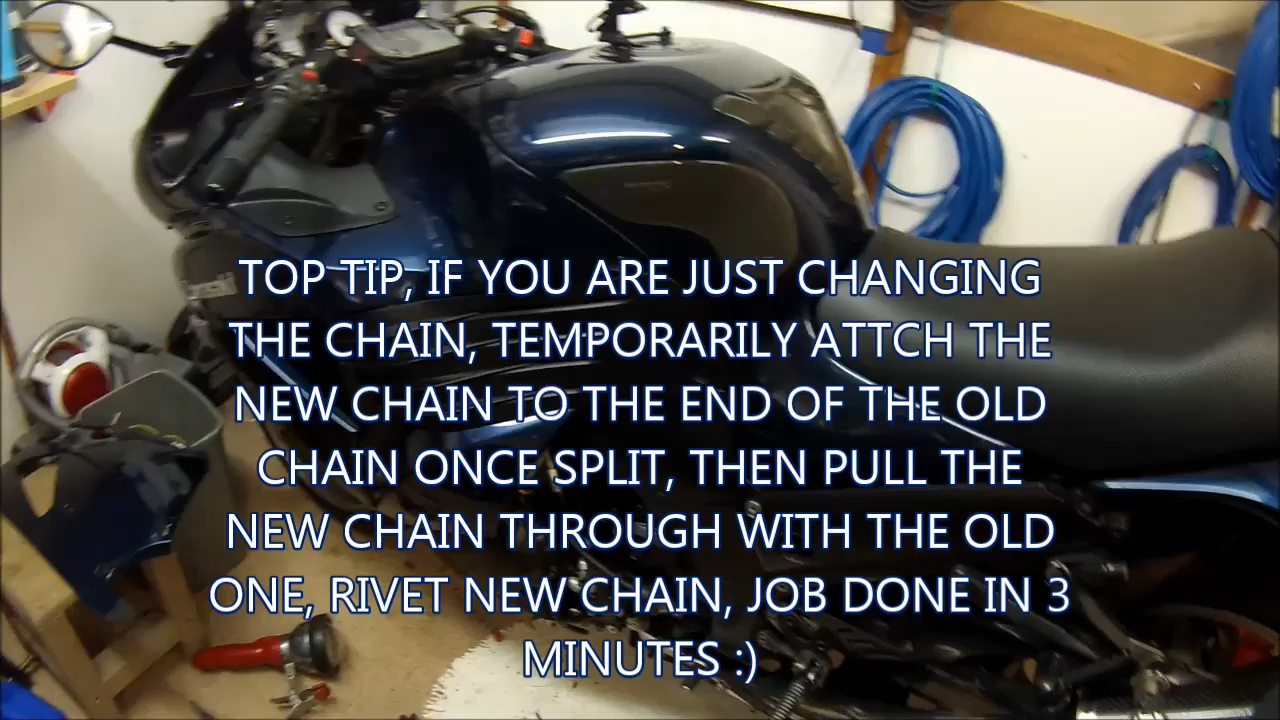 TOP TIP, IF YOU ARE JUST CHANGING
THE CHAIN, TEMPORARILY ATTCH THE
NEW CHAIN TO THE END OF THE OLD
CHAIN ONCE SPLIT, THEN PULL THE
NEW CHAIN THROUGH WITH THE OLD
ONE, RIVET NEW CHAIN, JOB DONE IN 3
MINUTES :)